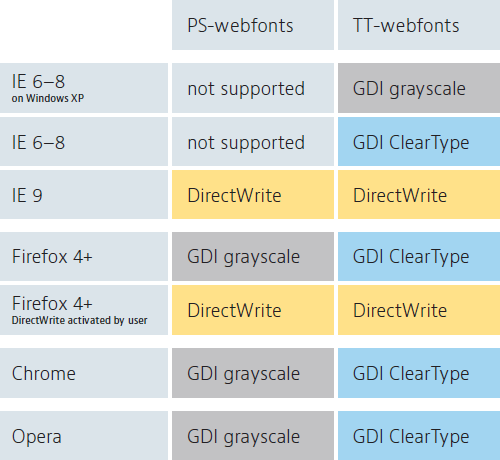 PS-webfonts TT-webfonts
IE 6–8
on Windows XP
not supported GDI grayscale
IE 6–8 not supported GDI ClearType
IE 9 DirectWrite DirectWrite
Firefox 4+ GDI grayscale GDI ClearType
Firefox 4+
DirectWrite activated by user
DirectWrite DirectWrite
Chrome GDI grayscale GDI ClearType
Opera GDI grayscale GDI ClearType